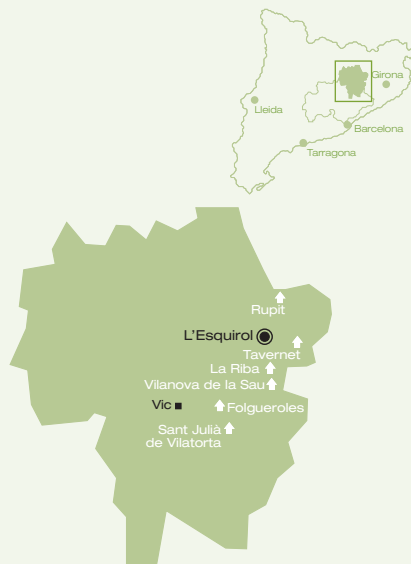 Girona
Lleida
Barcelona
Tarragona
Rupit
L'Esquirol
Tavernet
La Riba
Vilanova de la Sau
Vic
Folgueroles
Sant Julià
de Vilatorta